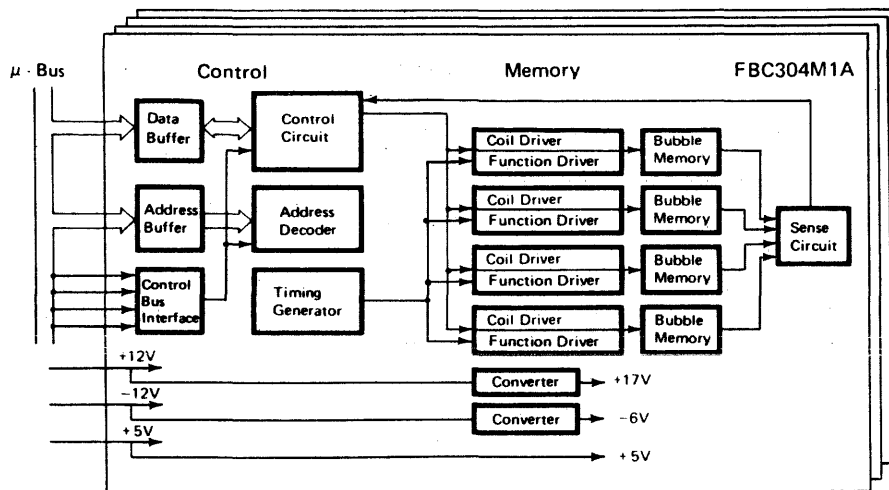 μ · Bus
Control
Memory
FBC304M1A
Data
Buffer
Control
Circuit
Address
Buffer
Address
Decoder
Control
Bus
Interface
Timing
Generator
Coil Driver
Function Driver
Bubble
Memory
Coil Driver
Function Driver
Bubble
Memory
Coil Driver
Function Driver
Bubble
Memory
Coil Driver
Function Driver
Bubble
Memory
Sense
Circuit
+12V
Converter
+17V
−12V
Converter
−6V
+5V
+5V